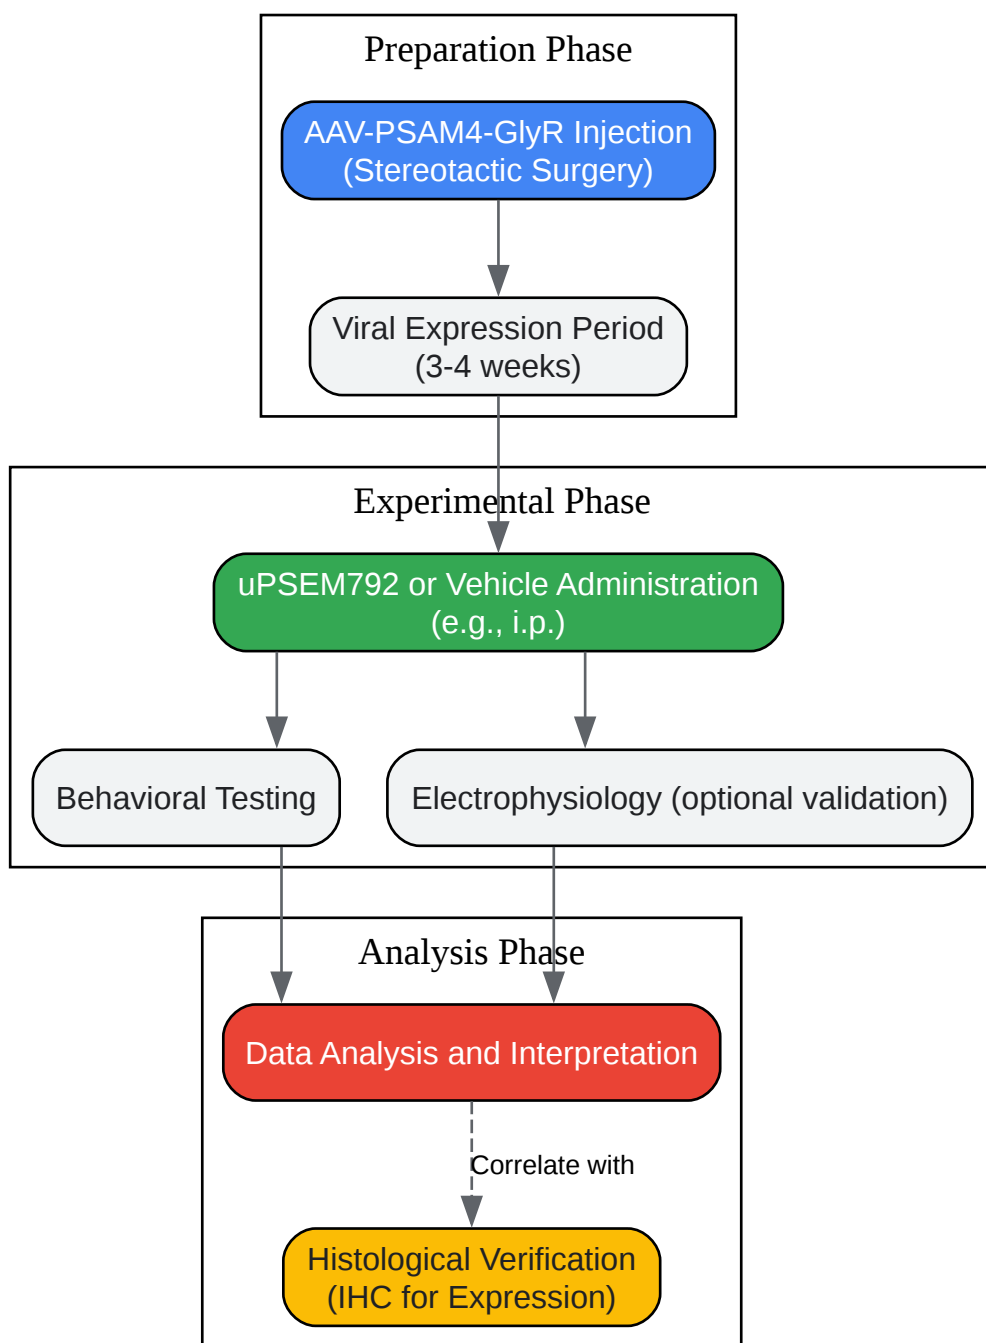 Preparation Phase
AAV-PSAM4-GlyR Injection
(Stereotactic Surgery)
Viral Expression Period
(3-4 weeks)
Experimental Phase
uPSEM792 or Vehicle Administration
(e.g., i.p.)
Behavioral Testing
Electrophysiology (optional validation)
Analysis Phase
Data Analysis and Interpretation
Correlate with
Histological Verification
(IHC for Expression)